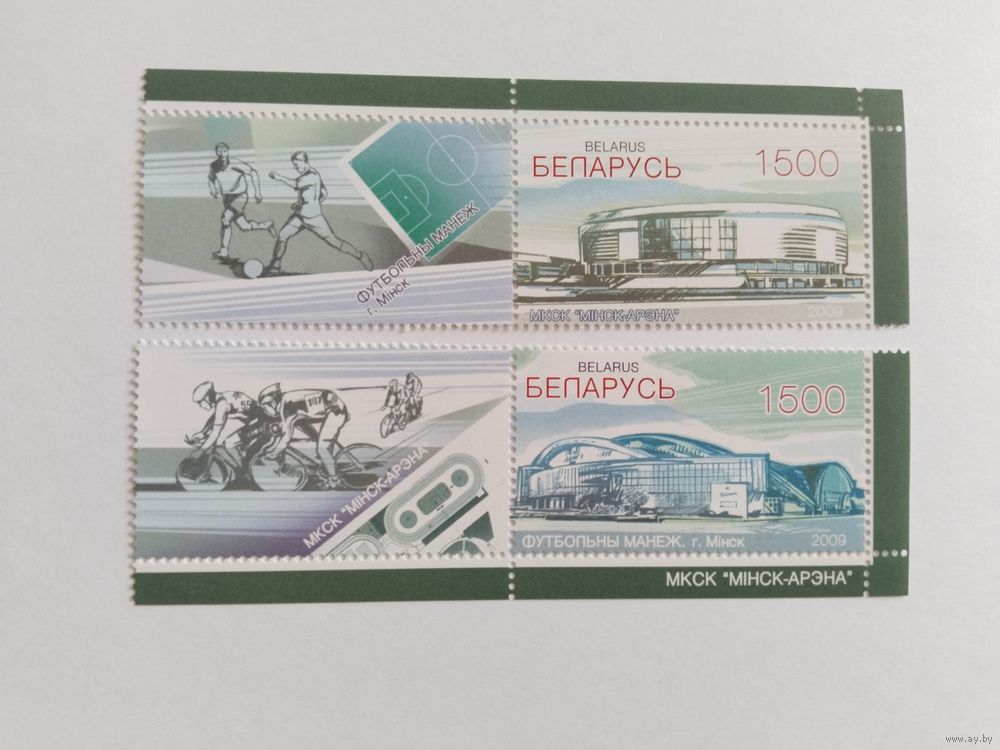 BELARUS
БЕЛАРУСЬ 1500
ФУТБОЛЬНЫ МАНЕЖ
г. Мінск
МКСК "МІНСК-АРЭНА" 2009
BELARUS
БЕЛАРУСЬ 1500
МКСК "МІНСК-АРЭНА"
ФУТБОЛЬНЫ МАНЕЖ. г. Мінск 2009
МКСК "МІНСК-АРЭНА"
www.ay.by